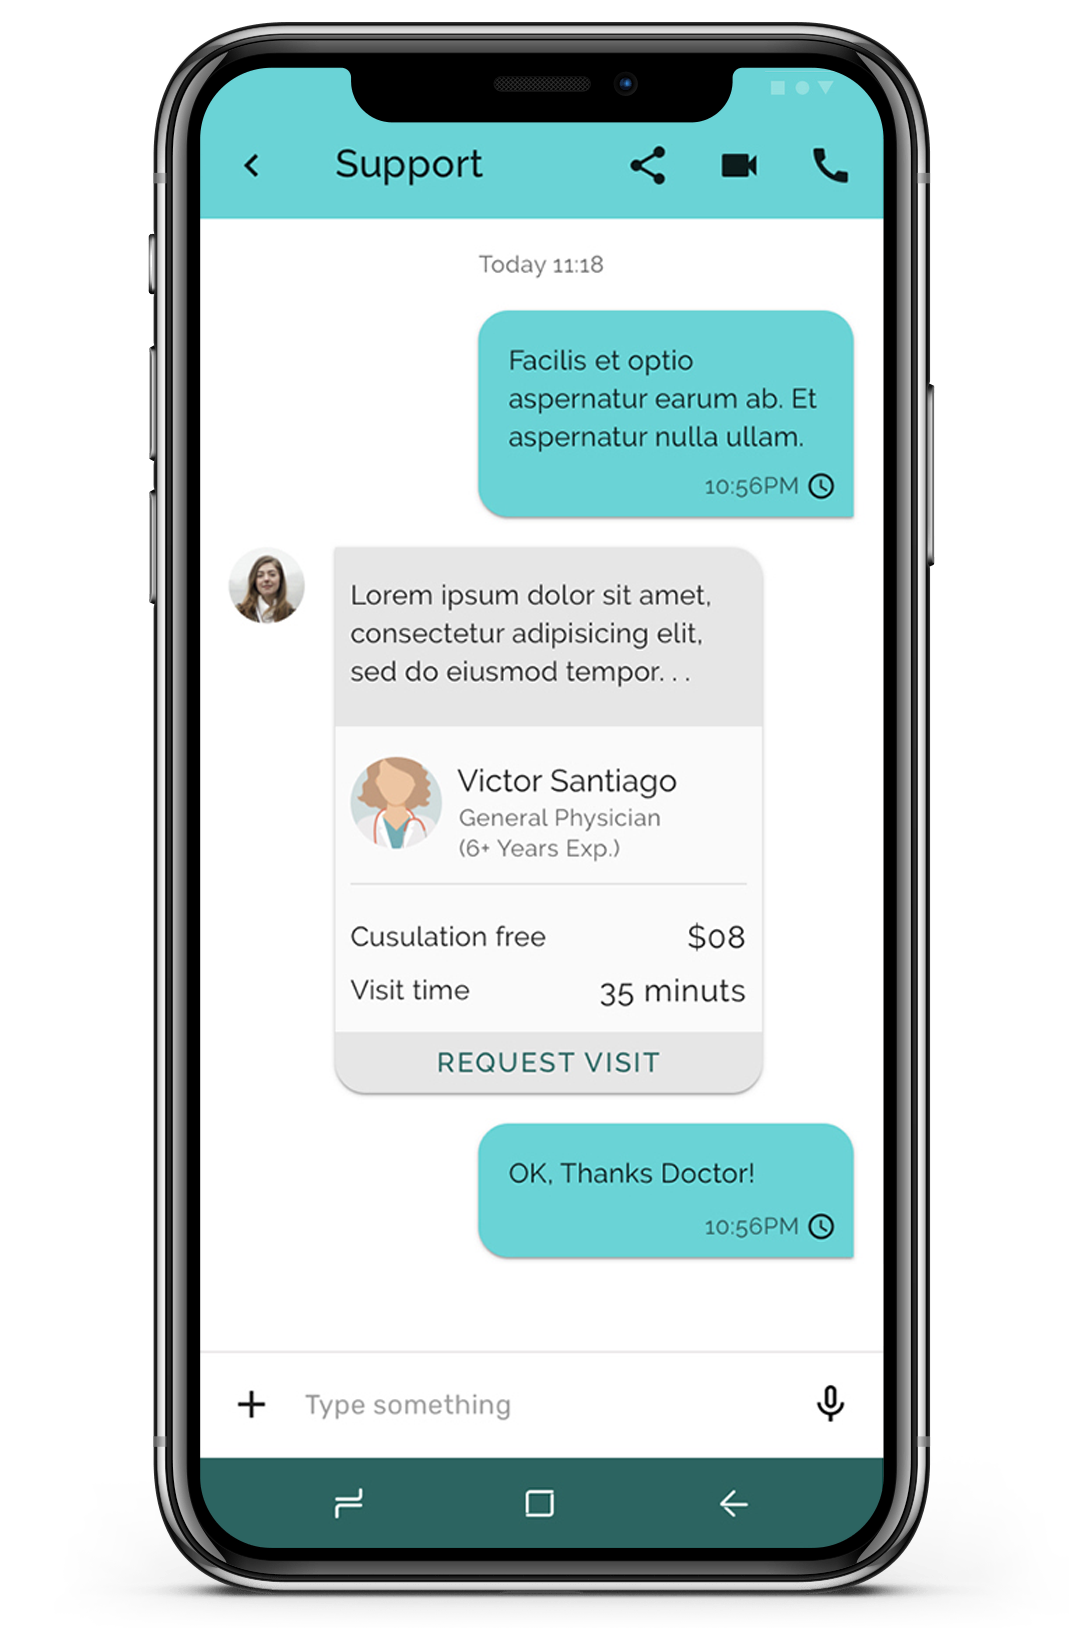 Support
Today 11:18
Facilis et optio
aspernatur earum ab. Et
aspernatur nulla ullam.
10:56PM
Lorem ipsum dolor sit amet,
consectetur adipisicing elit,
sed do eiusmod tempor. . .
Victor Santiago
General Physician
(6+ Years Exp.)
Cusulation free $08
Visit time 35 minuts
REQUEST VISIT
OK, Thanks Doctor!
10:56PM
Type something